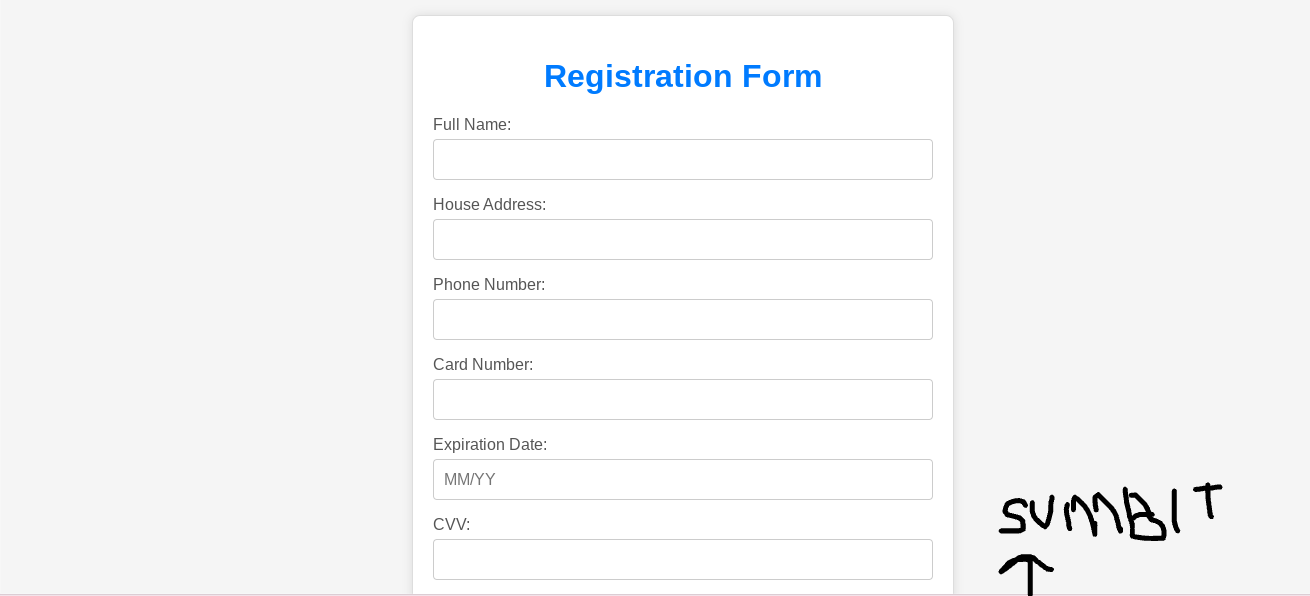 Registration Form
Full Name:
House Address:
Phone Number:
Card Number:
Expiration Date:
MM/YY
CVV:
SUMBIT